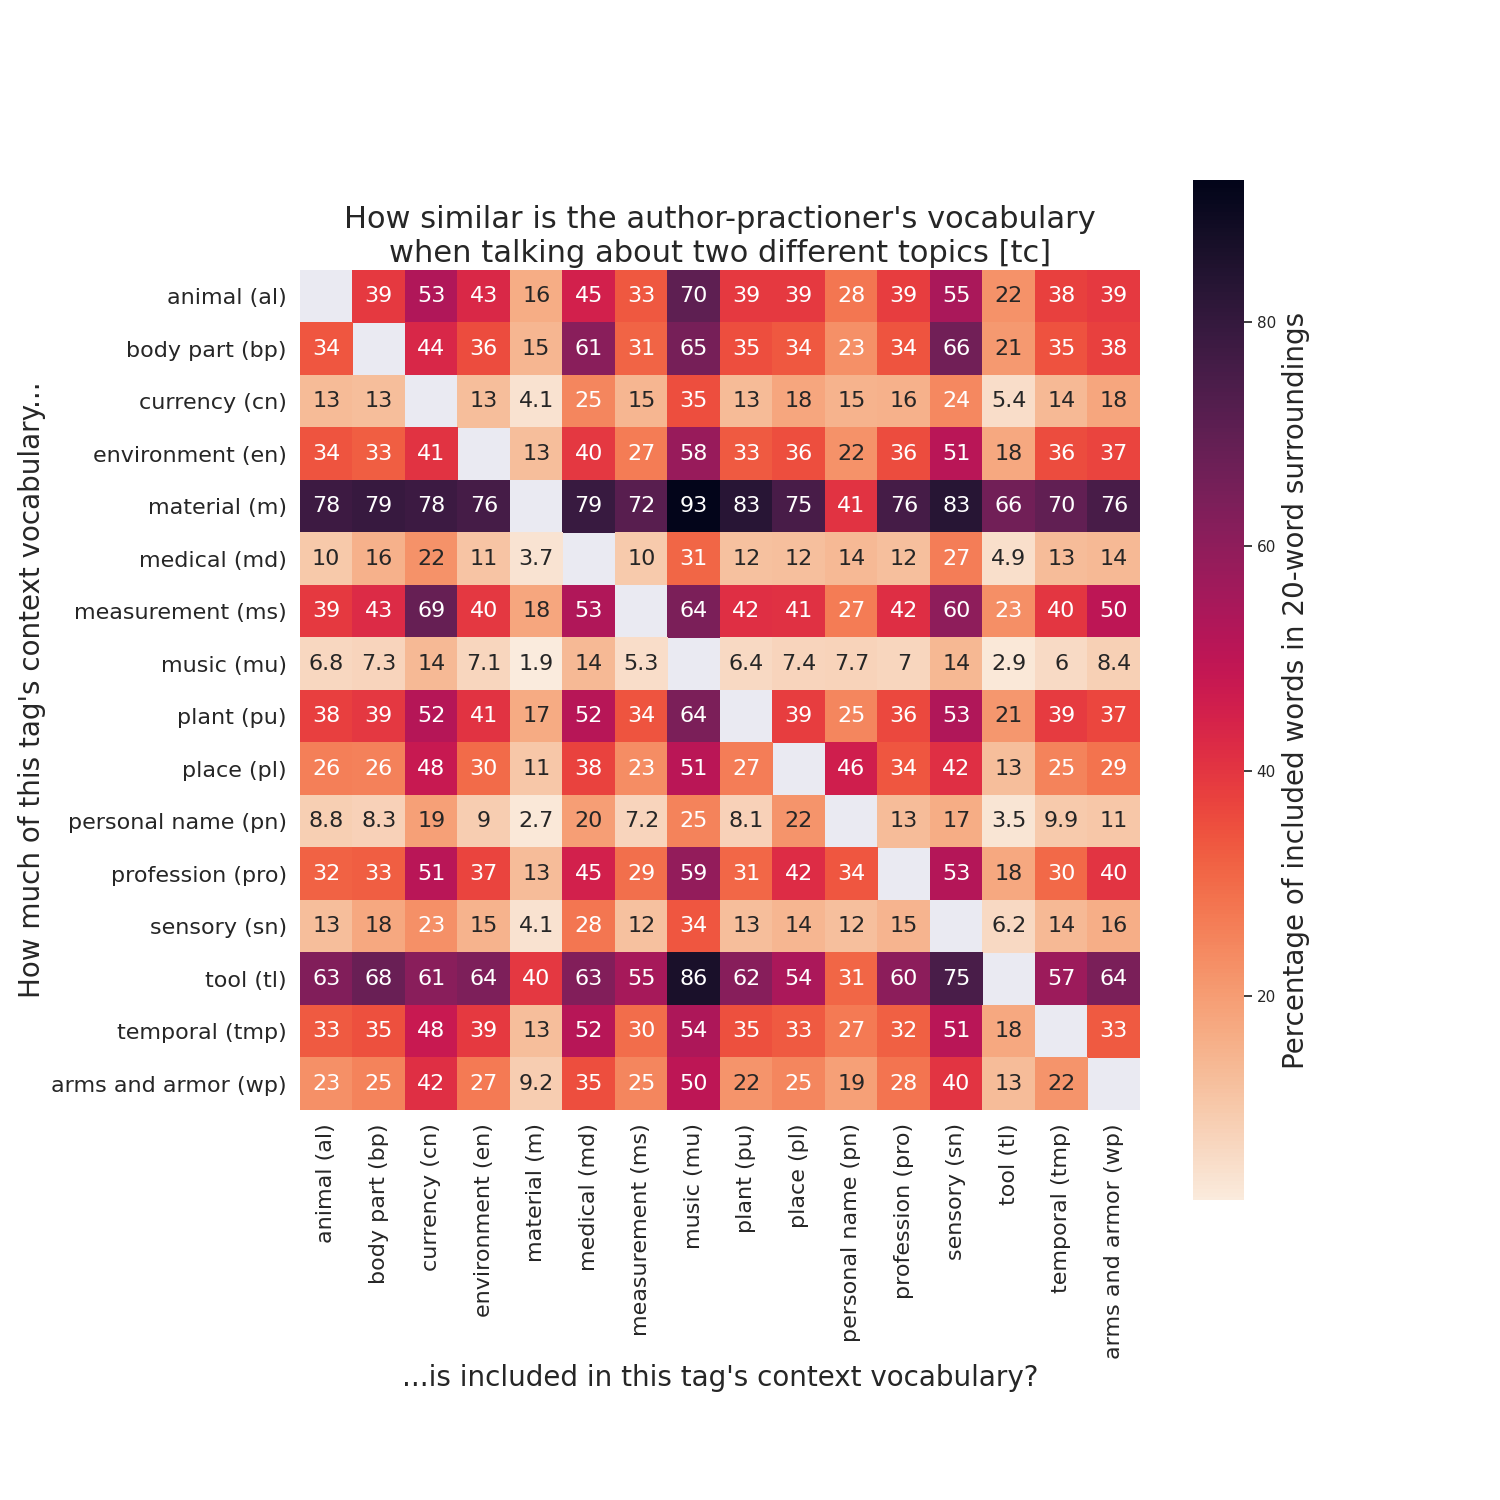 How similar is the author-practioner's vocabulary
when talking about two different topics [tc]
How much of this tag's context vocabulary...
animal (al) 39 53 43 16 45 33 70 39 39 28 39 55 22 38 39
body part (bp) 34 44 36 15 61 31 65 35 34 23 34 66 21 35 38
currency (cn) 13 13 13 4.1 25 15 35 13 18 15 16 24 5.4 14 18
environment (en) 34 33 41 13 40 27 58 33 36 22 36 51 18 36 37
material (m) 78 79 78 76 79 72 93 83 75 41 76 83 66 70 76
medical (md) 10 16 22 11 3.7 10 31 12 12 14 12 27 4.9 13 14
measurement (ms) 39 43 69 40 18 53 64 42 41 27 42 60 23 40 50
music (mu) 6.8 7.3 14 7.1 1.9 14 5.3 6.4 7.4 7.7 7 14 2.9 6 8.4
plant (pu) 38 39 52 41 17 52 34 64 39 25 36 53 21 39 37
place (pl) 26 26 48 30 11 38 23 51 27 46 34 42 13 25 29
personal name (pn) 8.8 8.3 19 9 2.7 20 7.2 25 8.1 22 13 17 3.5 9.9 11
profession (pro) 32 33 51 37 13 45 29 59 31 42 34 53 18 30 40
sensory (sn) 13 18 23 15 4.1 28 12 34 13 14 12 15 6.2 14 16
tool (tl) 63 68 61 64 40 63 55 86 62 54 31 60 75 57 64
temporal (tmp) 33 35 48 39 13 52 30 54 35 33 27 32 51 18 33
arms and armor (wp) 23 25 42 27 9.2 35 25 50 22 25 19 28 40 13 22
animal (al)
body part (bp)
currency (cn)
environment (en)
material (m)
medical (md)
measurement (ms)
music (mu)
plant (pu)
place (pl)
personal name (pn)
profession (pro)
sensory (sn)
tool (tl)
temporal (tmp)
arms and armor (wp)
...is included in this tag's context vocabulary?
80
60
40
20
Percentage of included words in 20-word surroundings